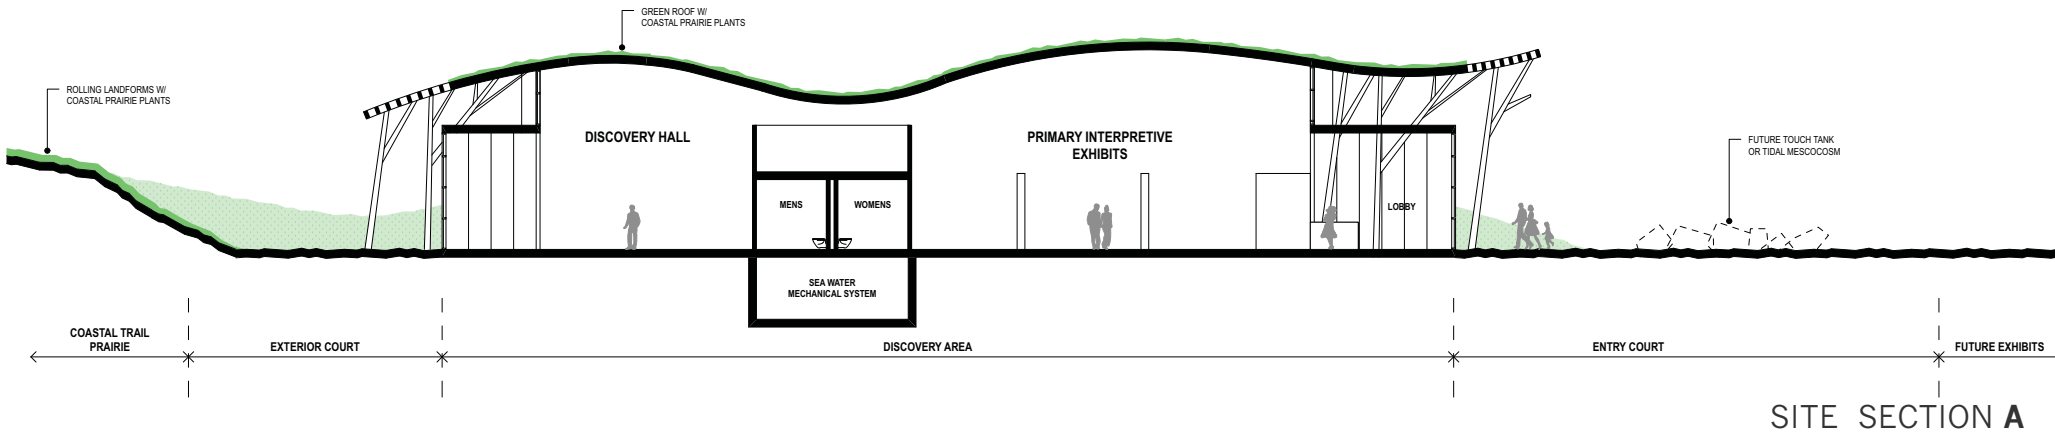 GREEN ROOF W/
COASTAL PRAIRIE PLANTS
ROLLING LANDFORMS W/
COASTAL PRAIRIE PLANTS
DISCOVERY HALL
PRIMARY INTERPRETIVE
EXHIBITS
FUTURE TOUCH TANK
OR TIDAL MESCOCOSM
MENS
WOMENS
LOBBY
SEA WATER
MECHANICAL SYSTEM
COASTAL TRAIL
PRAIRIE
EXTERIOR COURT
DISCOVERY AREA
ENTRY COURT
FUTURE EXHIBITS
SITE SECTION A